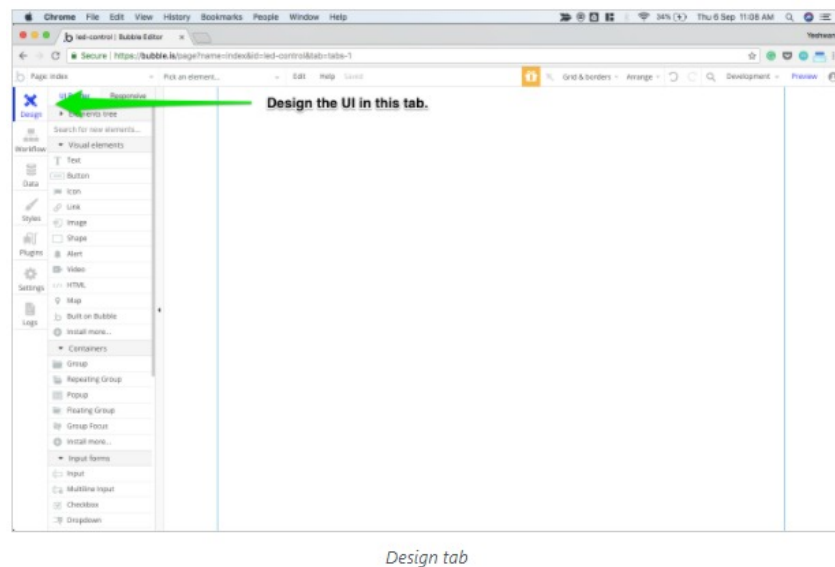 Chrome File Edit View History Bookmarks People Window Help
34% Thu 6 Sep 11:08 AM
led-control | Bubble Editor
Secure | https://bubble.is/page?name=index&id=led-control&tab=tabs-1
Page: index Pick an element... Edit Help Saved Grid & borders Arrange Development Preview
Responsive
Design the UI in this tab.
Design
Elements tree
Search for new elements...
Workflow
Visual elements
Text
Button
Data
Icon
Link
Styles
Image
Shape
Plugins
Alert
Video
Settings
HTML
Map
Logs
Built on Bubble
Install more...
Containers
Group
Repeating Group
Popup
Floating Group
Group Focus
Install more...
Input forms
Input
Multiline Input
Checkbox
Dropdown
Design tab